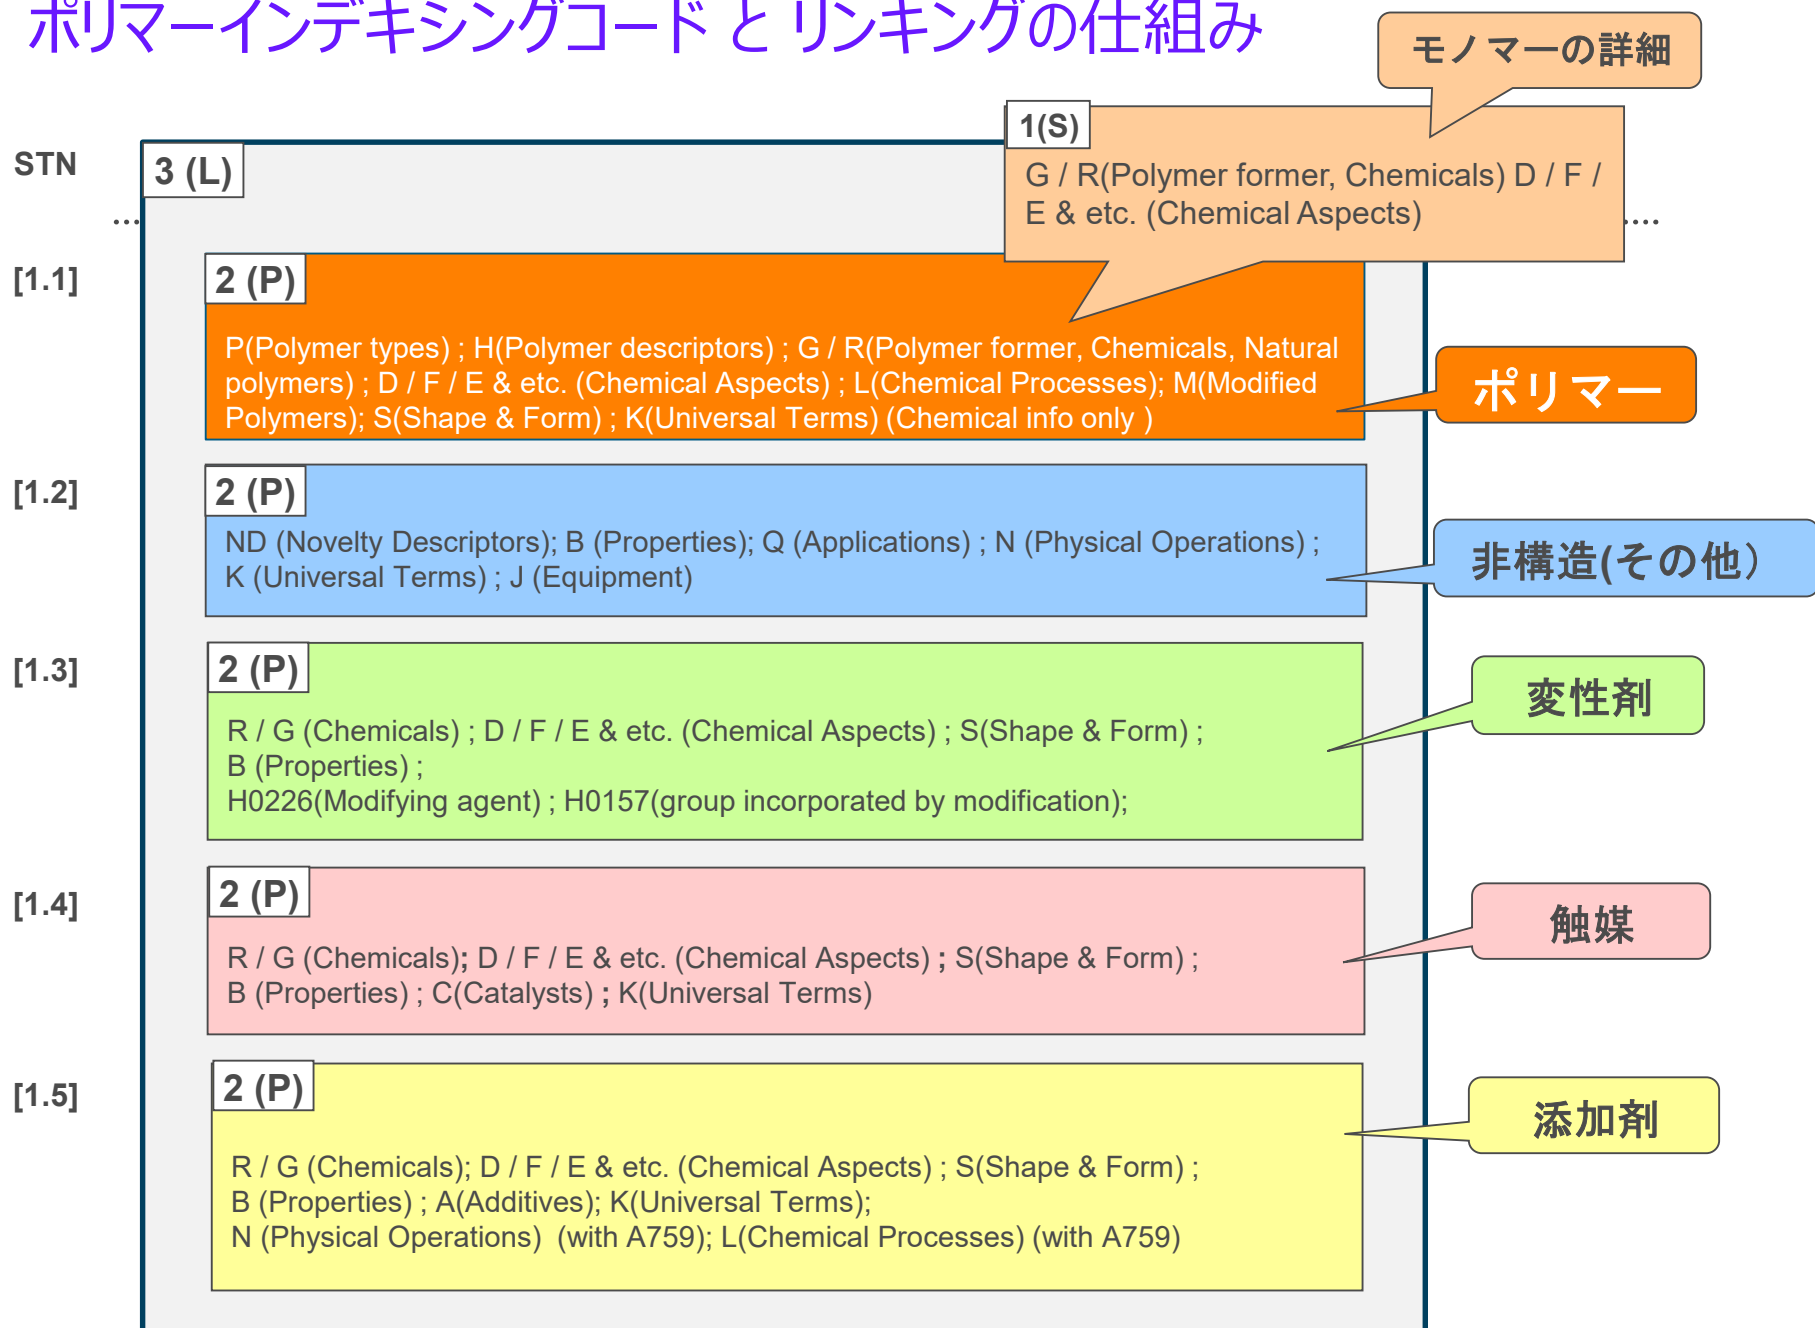 ポリマーインデキシングコード と リンキングの仕組み
モノマーの詳細
STN
3 (L)
1(S)
G / R(Polymer former, Chemicals) D / F /
E & etc. (Chemical Aspects)
[1.1]
2 (P)
P(Polymer types) ; H(Polymer descriptors) ; G / R(Polymer former, Chemicals, Natural
polymers) ; D / F / E & etc. (Chemical Aspects) ; L(Chemical Processes); M(Modified
Polymers); S(Shape & Form) ; K(Universal Terms) (Chemical info only )
ポリマー
[1.2]
2 (P)
ND (Novelty Descriptors); B (Properties); Q (Applications) ; N (Physical Operations) ;
K (Universal Terms) ; J (Equipment)
非構造(その他）
[1.3]
2 (P)
R / G (Chemicals) ; D / F / E & etc. (Chemical Aspects) ; S(Shape & Form) ;
B (Properties) ;
H0226(Modifying agent) ; H0157(group incorporated by modification);
変性剤
[1.4]
2 (P)
R / G (Chemicals); D / F / E & etc. (Chemical Aspects) ; S(Shape & Form) ;
B (Properties) ; C(Catalysts) ; K(Universal Terms)
触媒
[1.5]
2 (P)
R / G (Chemicals); D / F / E & etc. (Chemical Aspects) ; S(Shape & Form) ;
B (Properties) ; A(Additives); K(Universal Terms);
N (Physical Operations) (with A759); L(Chemical Processes) (with A759)
添加剤